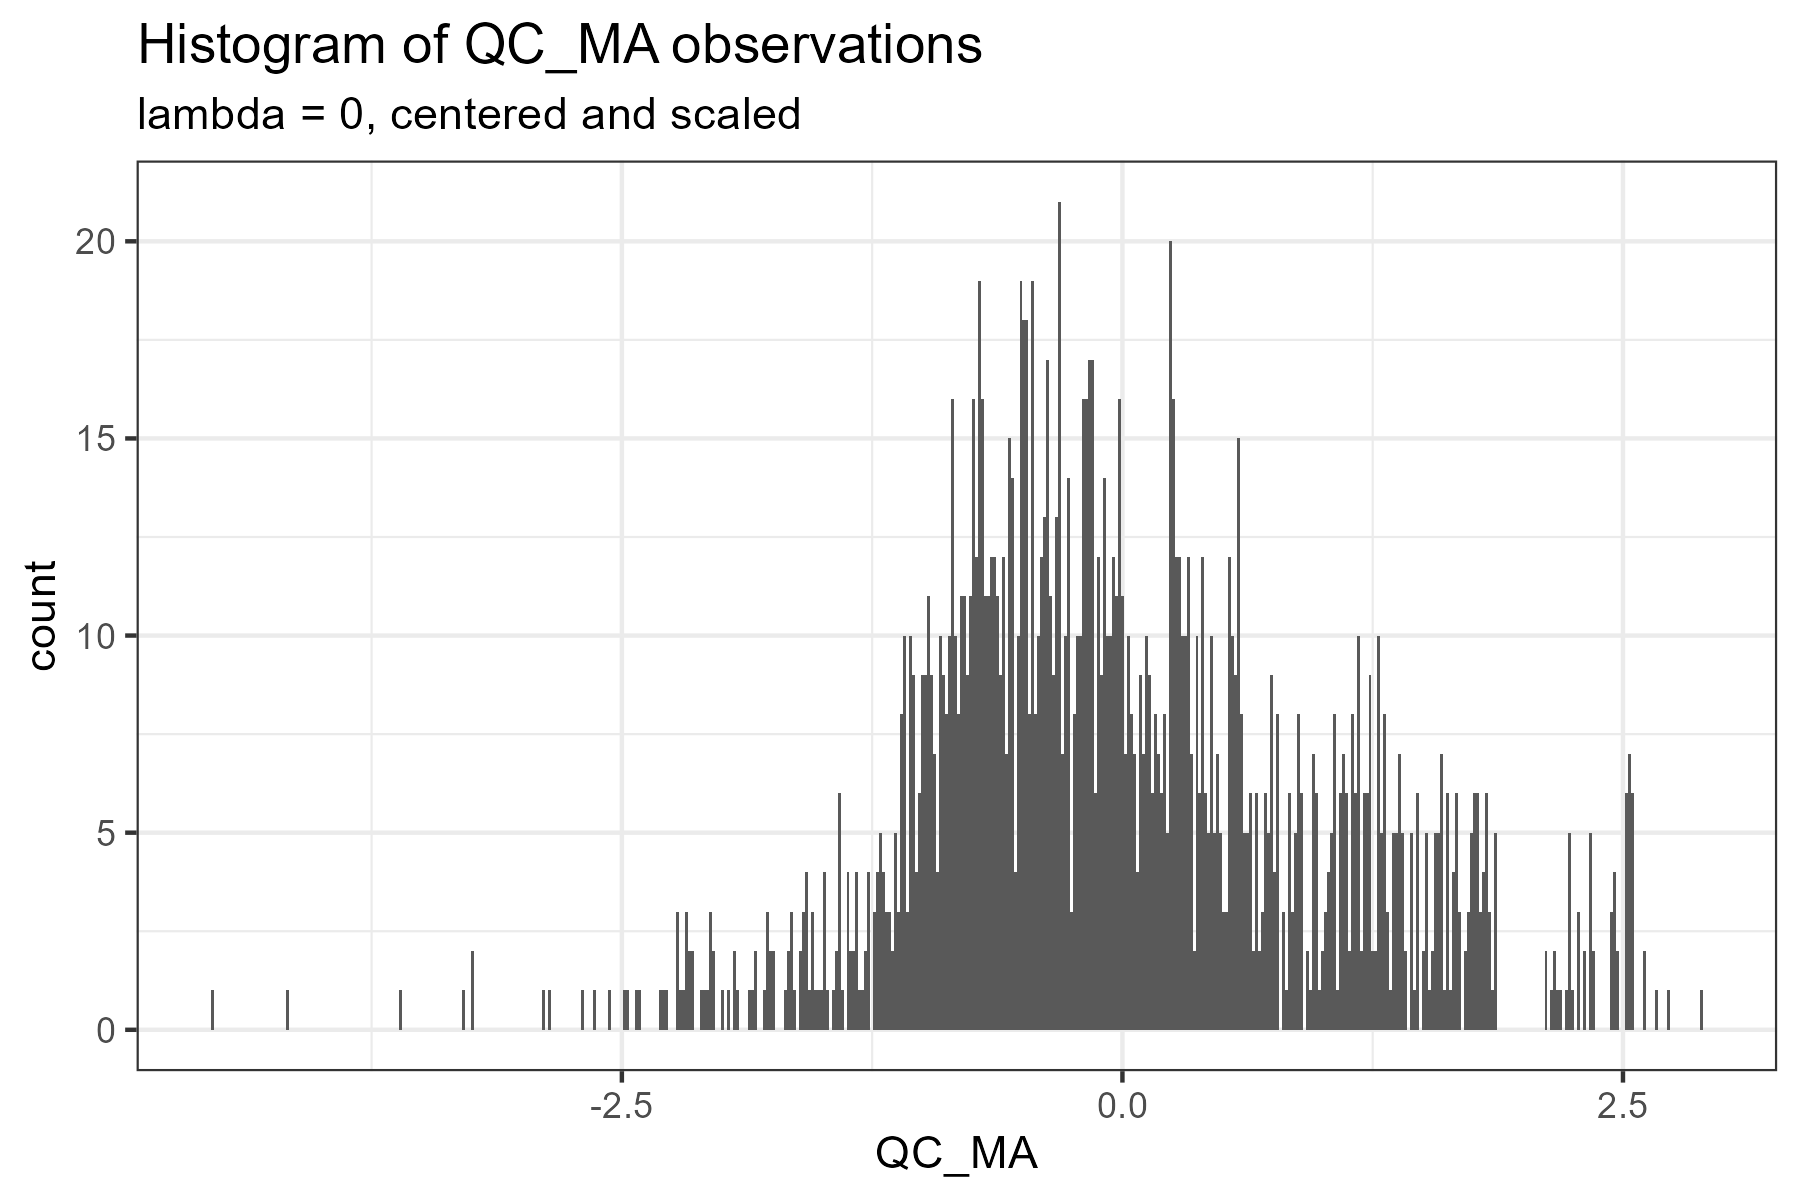 Histogram of QC_MA observations
lambda = 0, centered and scaled
20
15
10
5
0
count
-2.5
0.0
2.5
QC_MA